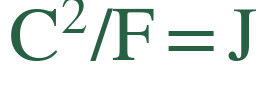 C²/F = J